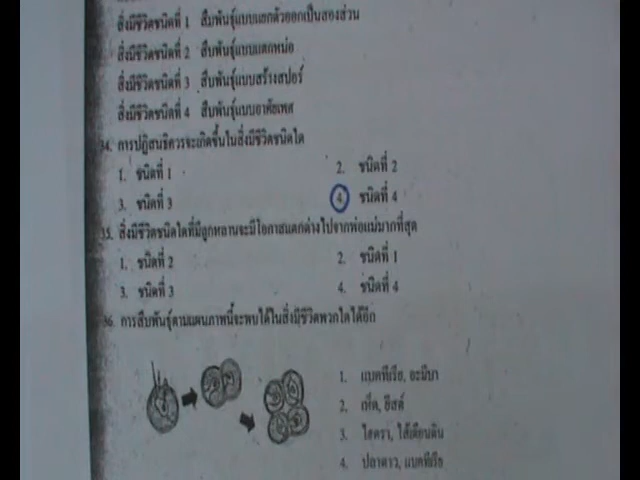 สิ่งมีชีวิตชนิดที่ 1 สืบพันธุ์แบบแยกตัวออกเป็นสองส่วน
สิ่งมีชีวิตชนิดที่ 2 สืบพันธุ์แบบแตกหน่อ
สิ่งมีชีวิตชนิดที่ 3 สืบพันธุ์แบบสร้างสปอร์
สิ่งมีชีวิตชนิดที่ 4 สืบพันธุ์แบบอาศัยเพศ
34. การปฏิสนธิควรจะเกิดขึ้นในสิ่งมีชีวิตชนิดใด
1. ชนิดที่ 1 2. ชนิดที่ 2
3. ชนิดที่ 3 4. ชนิดที่ 4
35. สิ่งมีชีวิตชนิดใดที่มีลูกหลานจะมีโอกาสแตกต่างไปจากพ่อแม่มากที่สุด
1. ชนิดที่ 2 2. ชนิดที่ 1
3. ชนิดที่ 3 4. ชนิดที่ 4
36. การสืบพันธุ์ตามแผนภาพนี้จะพบได้ในสิ่งมีชีวิตพวกใดได้อีก
1. แบคทีเรีย, อะมีบา
2. เห็ด, ยีสต์
3. ไฮดรา, ไส้เดือนดิน
4. ปลาดาว, แบคทีเรีย